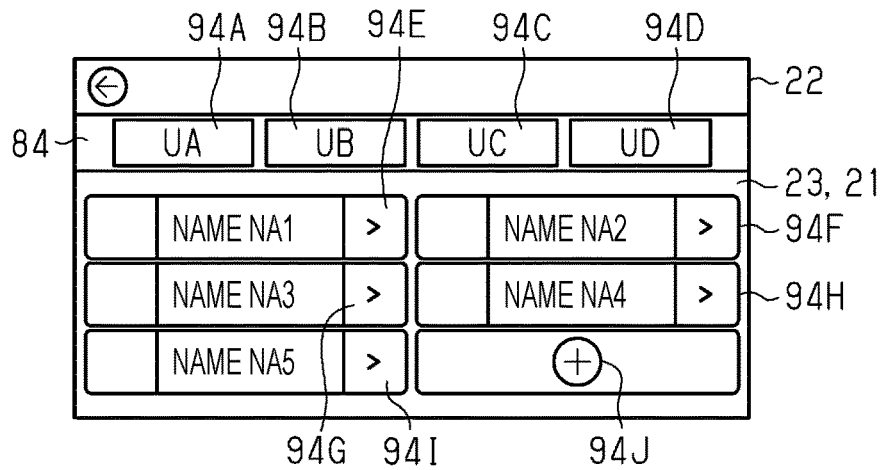 94A 94B 94E 94C 94D
22
84 UA UB UC UD
23, 21
NAME NA1 > NAME NA2 > 94F
NAME NA3 > NAME NA4 > 94H
NAME NA5 > +
94G 94I 94J